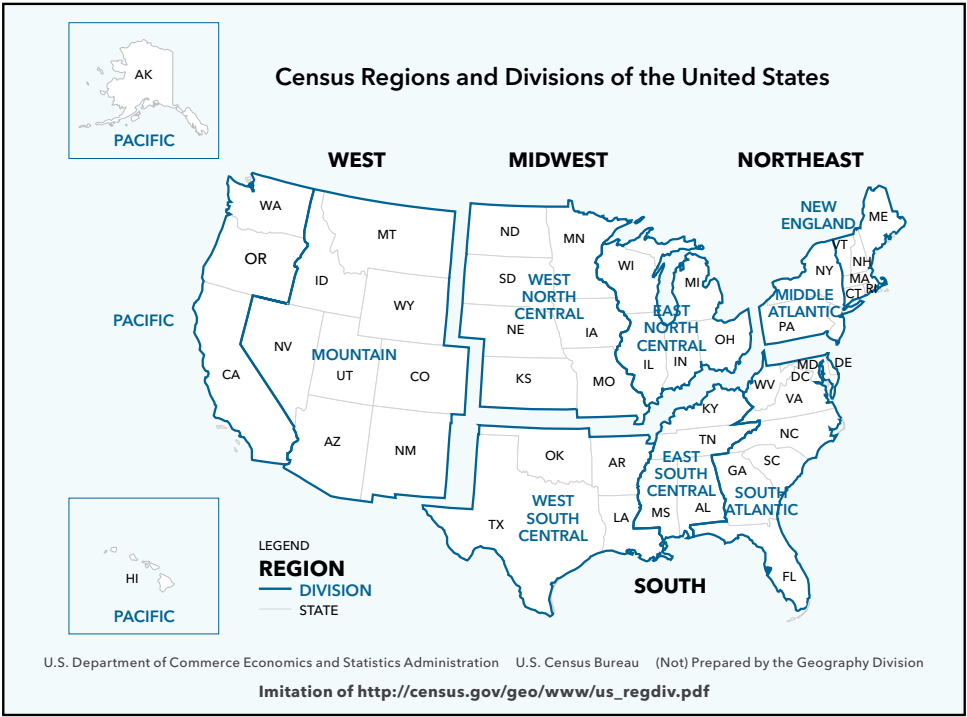 Census Regions and Divisions of the United States
AK
PACIFIC
WEST
MIDWEST
NORTHEAST
WA
OR
MT
ID
WY
NV
MOUNTAIN
UT
CO
CA
AZ
NM
PACIFIC
ND
MN
SD
WEST
NORTH
CENTRAL
NE
IA
KS
MO
WI
MI
EAST
NORTH
CENTRAL
OH
IL
IN
NEW
ENGLAND
ME
VT
NH
NY
MA
CT
RI
MIDDLE
ATLANTIC
PA
OK
AR
WEST
SOUTH
CENTRAL
TX
LA
KY
TN
EAST
SOUTH
CENTRAL
MS
AL
MD
DE
DC
WV
VA
NC
SC
GA
SOUTH
ATLANTIC
FL
SOUTH
HI
PACIFIC
LEGEND
REGION
DIVISION
STATE
U.S. Department of Commerce Economics and Statistics Administration U.S. Census Bureau (Not) Prepared by the Geography Division
Imitation of http://census.gov/geo/www/us_regdiv.pdf